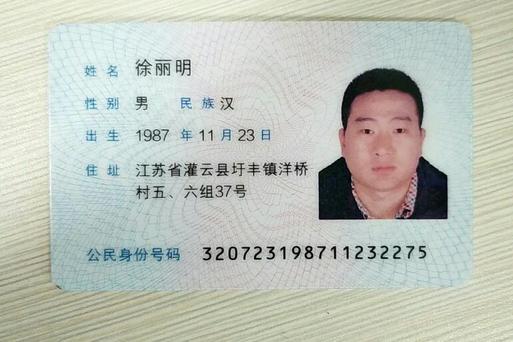 姓名 徐丽明
性别 男 民族 汉
出生 1987 年 11 月 23 日
住址 江苏省灌云县圩丰镇洋桥
村五、六组37号
公民身份号码 320723198711232275